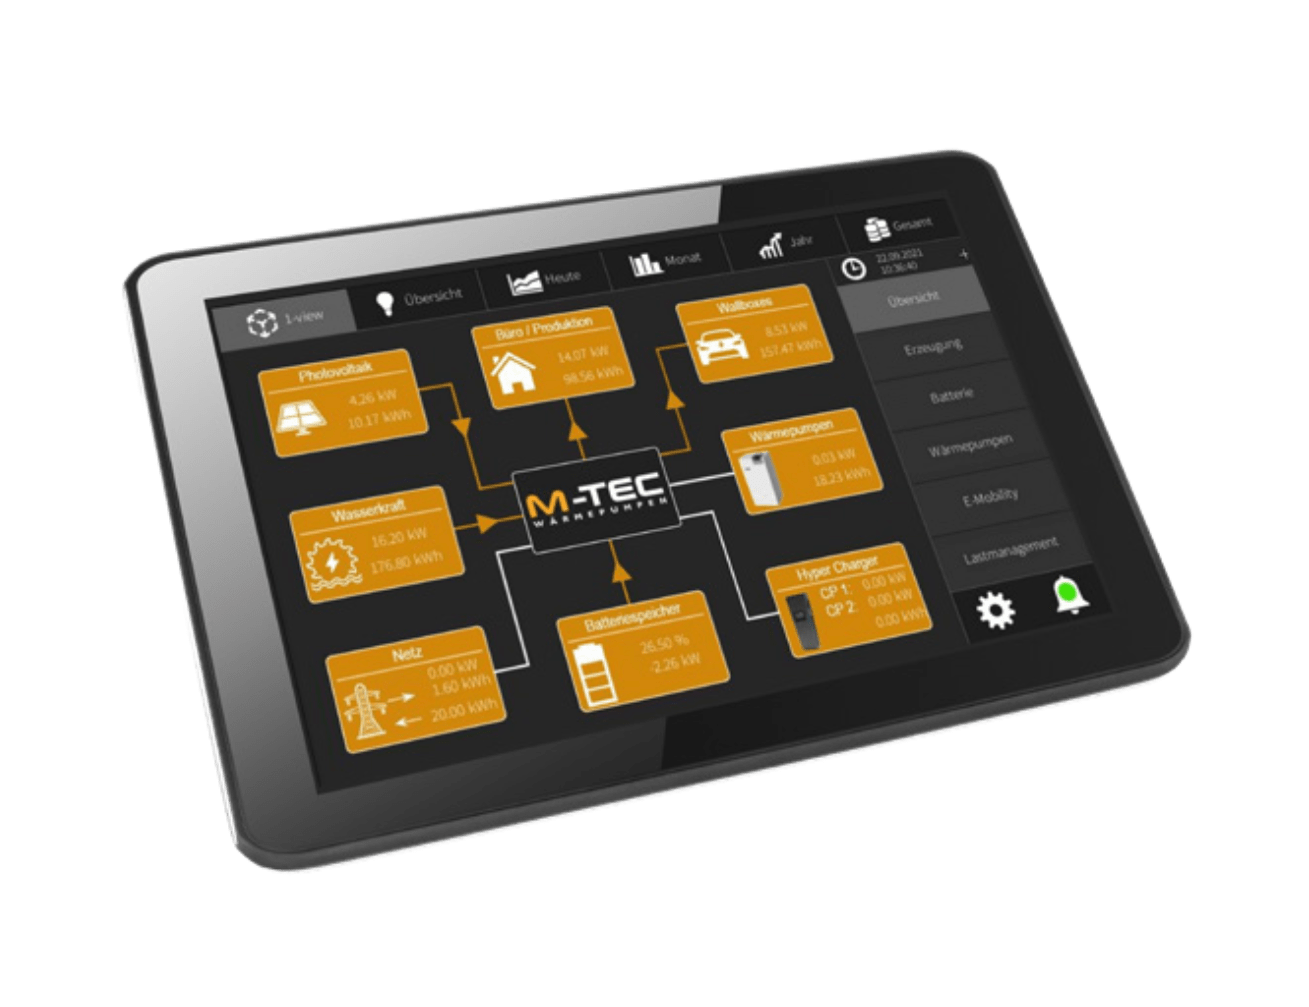 1-view
Übersicht
Heute
Monat
Jahr
Gesamt
22.09.2021
10:36:40
+
Photovoltaik
4,26 kW
10.17 kWh
Büro / Produktion
14.07 kW
98.56 kWh
Wallboxes
8.53 kW
157.47 kWh
Wasserkraft
16.20 kW
176.80 kWh
M-TEC
WÄRMEPUMPEN
Wärmepumpen
0.03 kW
18.23 kWh
Netz
0.00 kW
1.60 kWh
20.00 kWh
Batteriespeicher
26.50 %
-2.26 kW
Hyper Charger
CP 1: 0.00 kW
CP 2: 0.00 kW
0.00 kWh
Übersicht
Erzeugung
Batterie
Wärmepumpen
E-Mobility
Lastmanagement